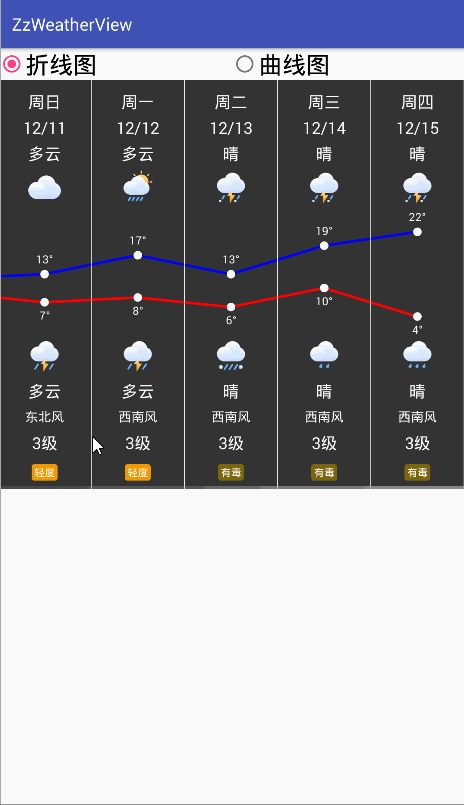 ZzWeatherView
折线图 曲线图
周日 周一 周二 周三 周四
12/11 12/12 12/13 12/14 12/15
多云 多云 晴 晴 晴
13° 17° 13° 19° 22°
7° 8° 6° 10° 4°
多云 多云 晴 晴 晴
东北风 西南风 西南风 西南风 西南风
3级 3级 3级 3级 3级
轻度 轻度 有毒 有毒 有毒